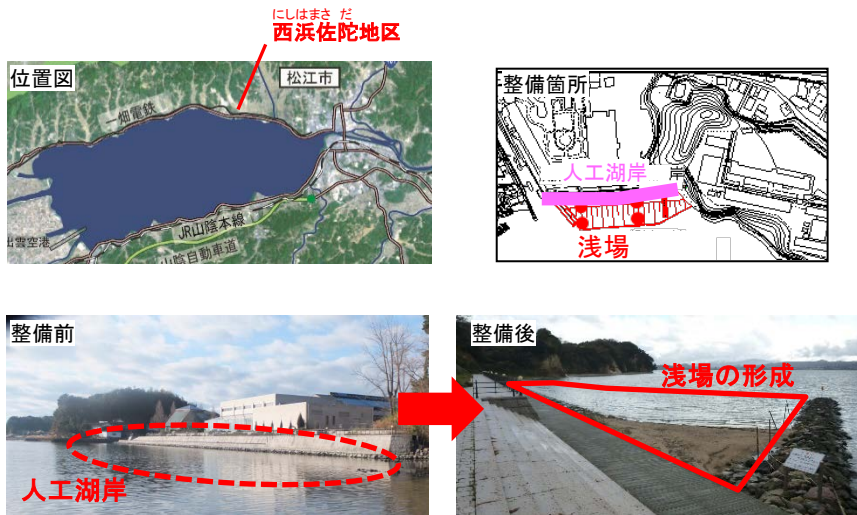 にしはまさだ
西浜佐陀地区
位置図
松江市
一畑電鉄
JR山陰本線
山陰自動車道
出雲空港
整備箇所
人工湖岸
岸
浅場
整備前
人工湖岸
整備後
浅場の形成